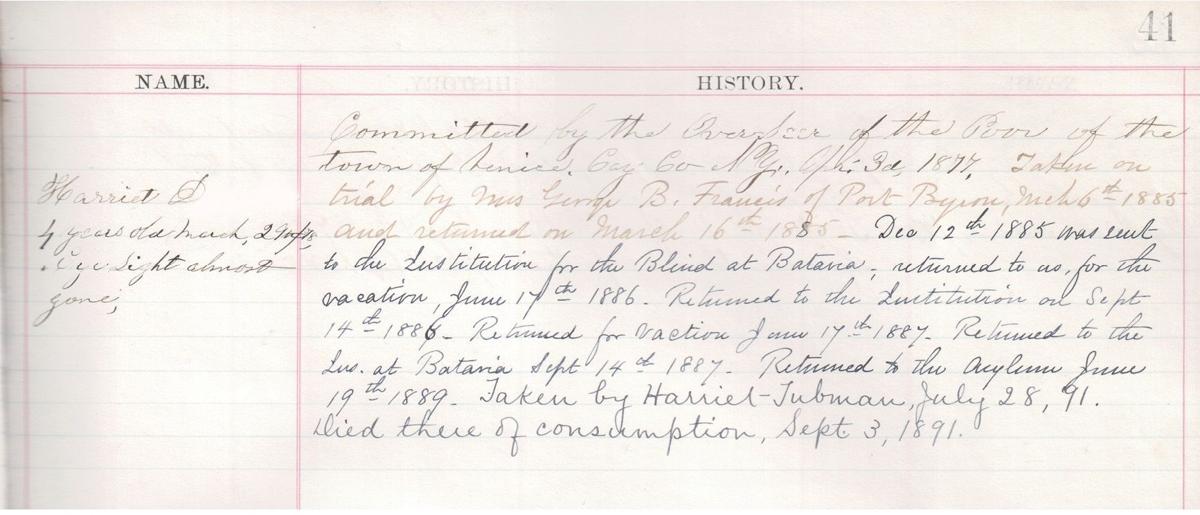 41
NAME.
HISTORY.
Harriet D
4 years old March, 29
Eye Sight almost
gone,
Committed by the Overseer of the Poor of the
town of Venice, Cay Co N.Y., Apr. 3d, 1877, Taken on
trial by Mrs George B. Francis of Port Byron, Mch 6th 1885
and returned on March 16th 1885- Dec 12th 1885 was sent
to the Institution for the Blind at Batavia, returned to us, for the
vacation, June 17th 1886. Returned to the Institution on Sept
14th 1886- Returned for vaction June 17th 1887. Returned to the
Ins. at Batavia Sept 14th 1887. Returned to the Asylum June
19th 1889- Taken by Harriet Tubman, July 28, 91.
Died there of consumption, Sept. 3, 1891.